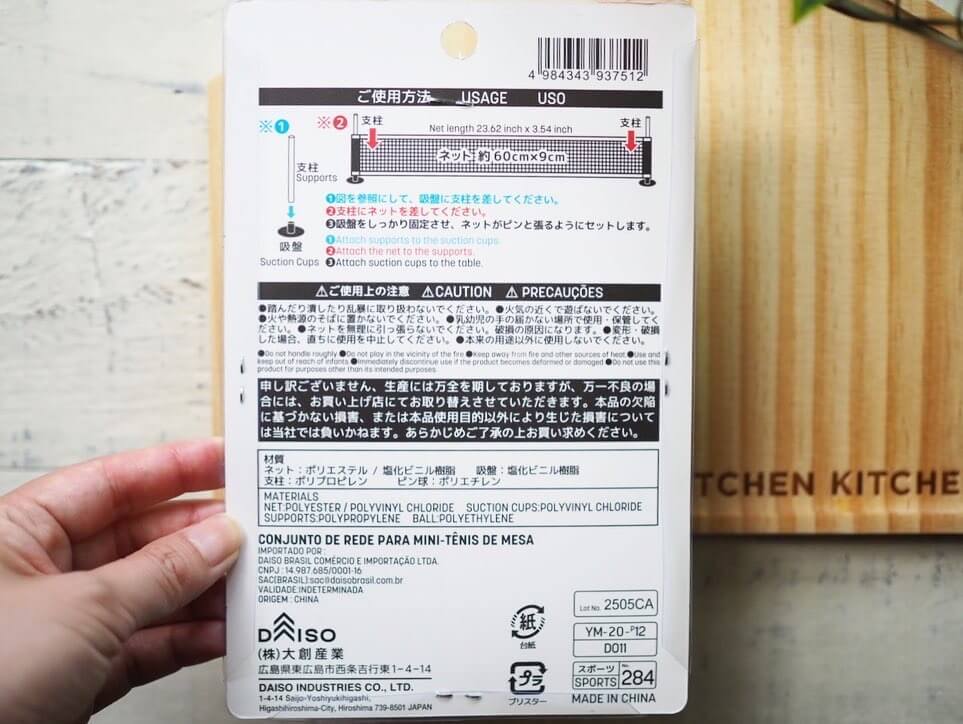 4 984343 937512
ご使用方法 USAGE USO
※1 ※2 支柱 支柱
Net length 23.62 inch x 3.54 inch
ネット:約60cm×9cm
支柱
Supports
吸盤
Suction Cups
❶図を参照にして、吸盤に支柱を差してください。
❷支柱にネットを差してください。
❸吸盤をしっかり固定させ、ネットがピンと張るようにセットします。
❶Attach supports to the suction cups.
❷Attach the net to the supports.
❸Attach suction cups to the table.
⚠ご使用上の注意 ⚠CAUTION ⚠ PRECAUÇÕES
●踏んだり潰したり乱暴に取り扱わないでください。●火気の近くで遊ばないでください。
●火や熱源のそばに置かないでください。●乳幼児の手の届かない場所で使用・保管してく
ださい。●ネットを無理に引っ張らないでください。破損の原因になります。●変形・破損
した場合、直ちに使用を中止してください。●本来の用途以外に使用しないでください。
●Do not handle roughly ●Do not play in the vicinity of the fire ●Keep away from fire and other sources of heat ●Use and
keep out of reach of infants ●Immediately discontinue use if the product becomes deformed or damaged ●Do not use this
product for purposes other than its intended purposes.
申し訳ございません、生産には万全を期しておりますが、万一不良の場
合には、お買い上げ店にてお取り替えさせていただきます。本品の欠陥
に基づかない損害、または本品使用目的以外により生じた損害について
は当社では負いかねます。あらかじめご了承の上お買い求めください。
材質
ネット:ポリエステル / 塩化ビニル樹脂 吸盤:塩化ビニル樹脂
支柱:ポリプロピレン ピン球:ポリエチレン
MATERIALS
NET:POLYESTER / POLYVINYL CHLORIDE SUCTION CUPS:POLYVINYL CHLORIDE
SUPPORTS:POLYPROPYLENE BALL:POLYETHYLENE
CONJUNTO DE REDE PARA MINI-TÊNIS DE MESA
IMPORTADO POR :
DAISO BRASIL COMÉRCIO E IMPORTAÇÃO LTDA.
CNPJ : 14.987.685/0001-16
SAC(BRASIL):sac@daisobrasil.com.br
VALIDADE:INDETERMINADA
ORIGEM : CHINA
DAISO
(株)大創産業
広島県東広島市西条吉行東1-4-14
DAISO INDUSTRIES CO., LTD.
1-4-14 Saijo-Yoshiyukihigashi,
Higashihiroshima-City, Hiroshima 739-8501 JAPAN
紙
台紙
プラ
ブリスター
Lot No. 2505CA
YM-20-P12
D011
スポーツ
SPORTS No. 284
MADE IN CHINA
TCHEN KITCHE